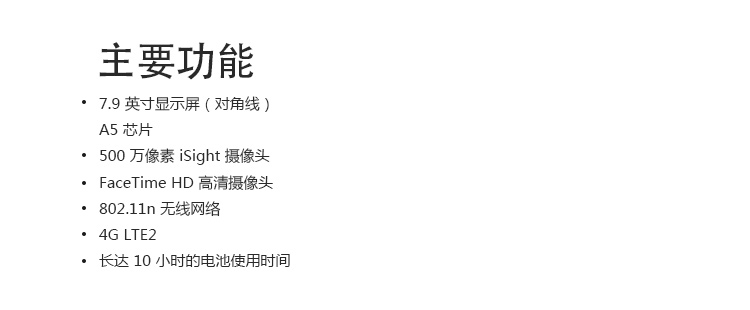 主要功能
• 7.9 英寸显示屏（对角线）
A5 芯片
• 500 万像素 iSight 摄像头
• FaceTime HD 高清摄像头
• 802.11n 无线网络
• 4G LTE2
• 长达 10 小时的电池使用时间